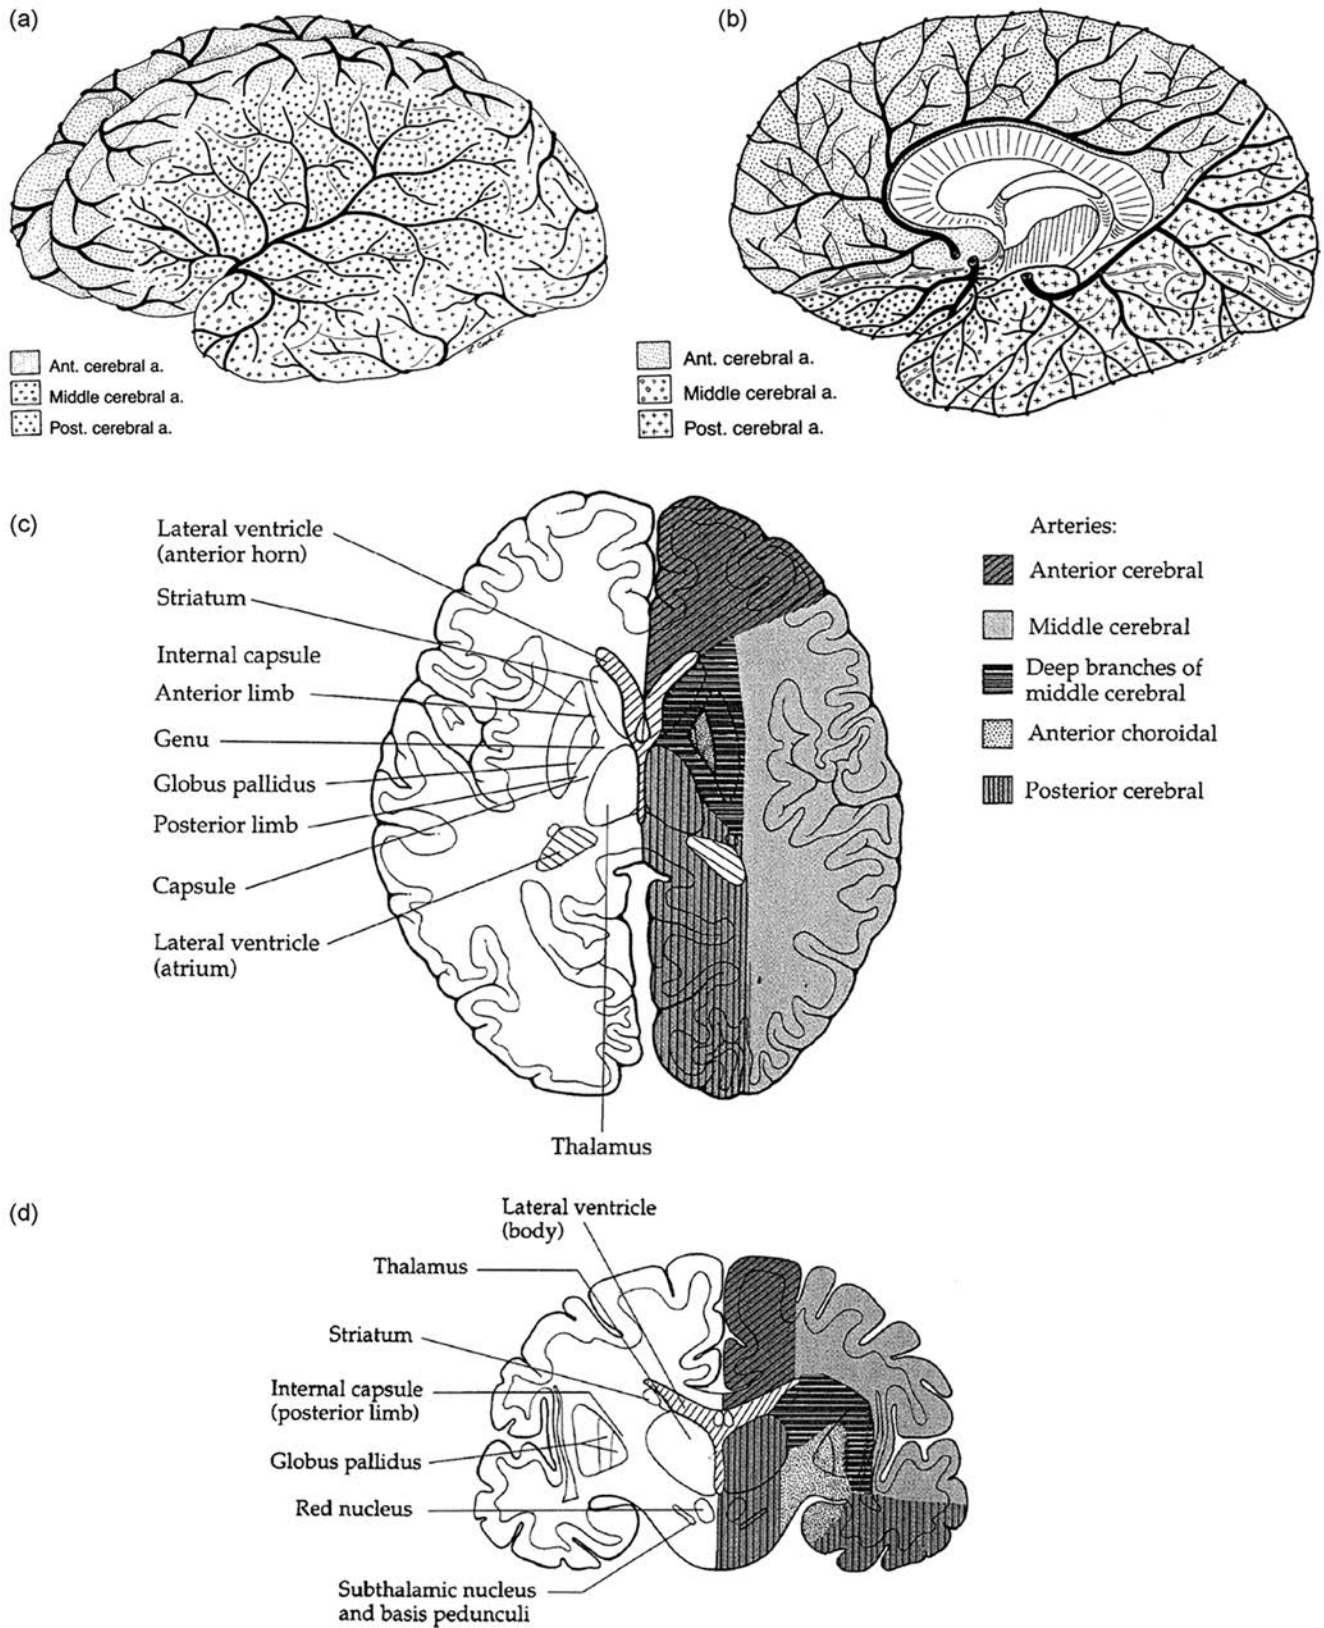 (a)
Ant. cerebral a.
Middle cerebral a.
Post. cerebral a.
(b)
Ant. cerebral a.
Middle cerebral a.
Post. cerebral a.
(c)
Lateral ventricle
(anterior horn)
Striatum
Internal capsule
Anterior limb
Genu
Globus pallidus
Posterior limb
Capsule
Lateral ventricle
(atrium)
Thalamus
Arteries:
Anterior cerebral
Middle cerebral
Deep branches of
middle cerebral
Anterior choroidal
Posterior cerebral
(d)
Lateral ventricle
(body)
Thalamus
Striatum
Internal capsule
(posterior limb)
Globus pallidus
Red nucleus
Subthalamic nucleus
and basis pedunculi